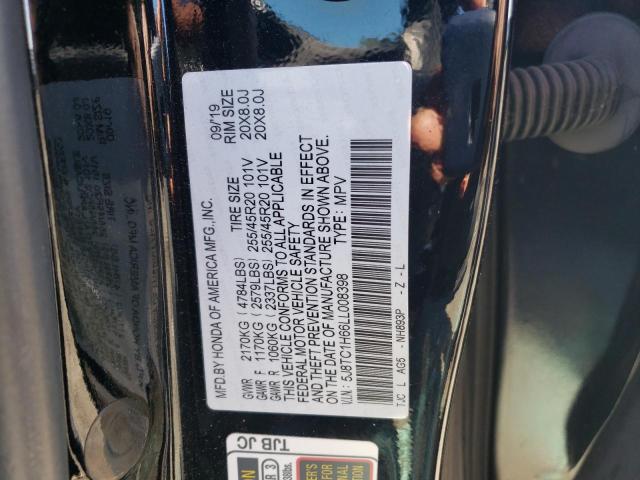 MFD.BY HONDA OF AMERICA MFG.,INC. 09/'19
TIRE SIZE RIM SIZE
GVWR 2170KG (4784LBS)
GAWR F 1170KG (2579LBS) 255/45R20 101V 20X8.0J
GAWR R 1060KG (2337LBS) 255/45R20 101V 20X8.0J
THIS VEHICLE CONFORMS TO ALL APPLICABLE
FEDERAL MOTOR VEHICLE SAFETY
AND THEFT PREVENTION STANDARDS IN EFFECT
ON THE DATE OF MANUFACTURE SHOWN ABOVE.
V.I.N: 5J8TC1H66LL008398 TYPE: MPV
TJC L AG5 - NH893P - Z - L
TJB JC